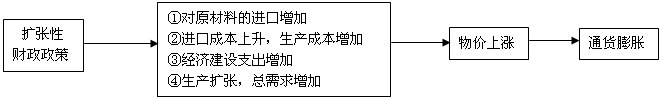 扩张性
财政政策
①对原材料的进口增加
②进口成本上升，生产成本增加
③经济建设支出增加
④生产扩张，总需求增加
物价上涨
通货膨胀